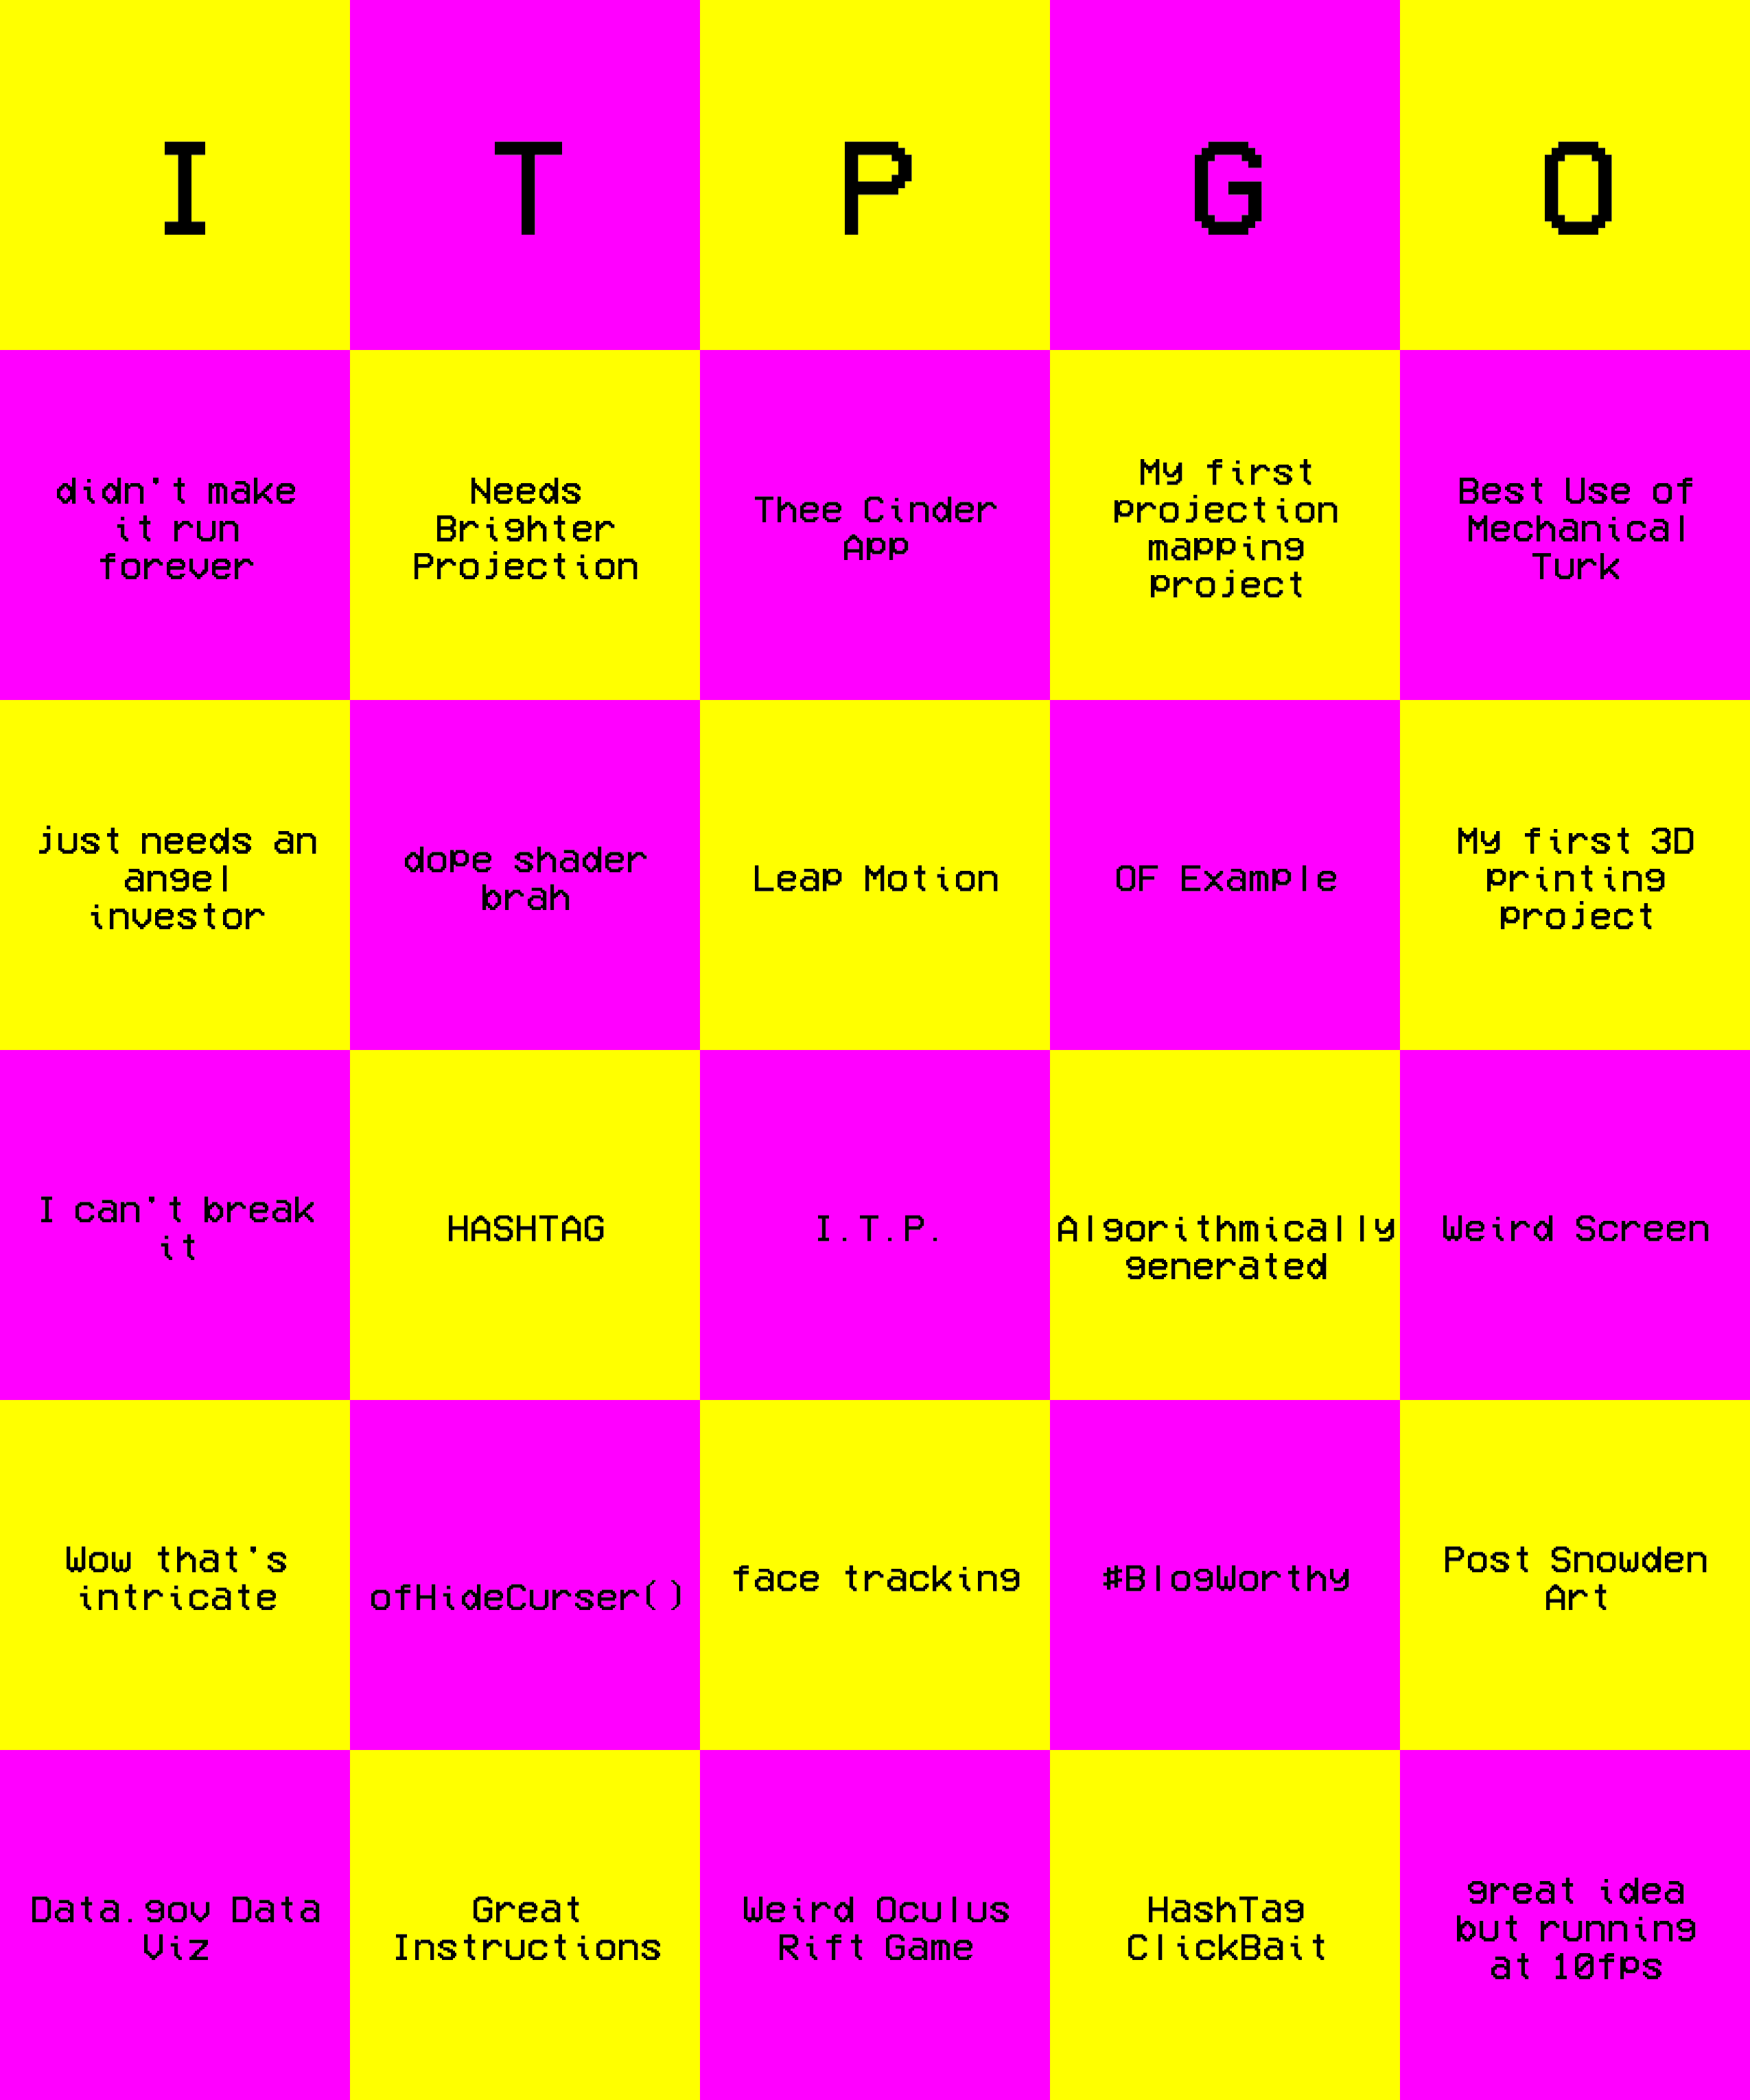 I
T
P
G
O
didn't make
it run
forever
Needs
Brighter
Projection
Thee Cinder
App
My first
projection
mapping
project
Best Use of
Mechanical
Turk
just needs an
angel
investor
dope shader
brah
Leap Motion
OF Example
My first 3D
printing
project
I can't break
it
HASHTAG
I.T.P.
Algorithmically
generated
Weird Screen
Wow that's
intricate
ofHideCurser()
face tracking
#BlogWorthy
Post Snowden
Art
Data.gov Data
Viz
Great
Instructions
Weird Oculus
Rift Game
HashTag
ClickBait
great idea
but running
at 10fps